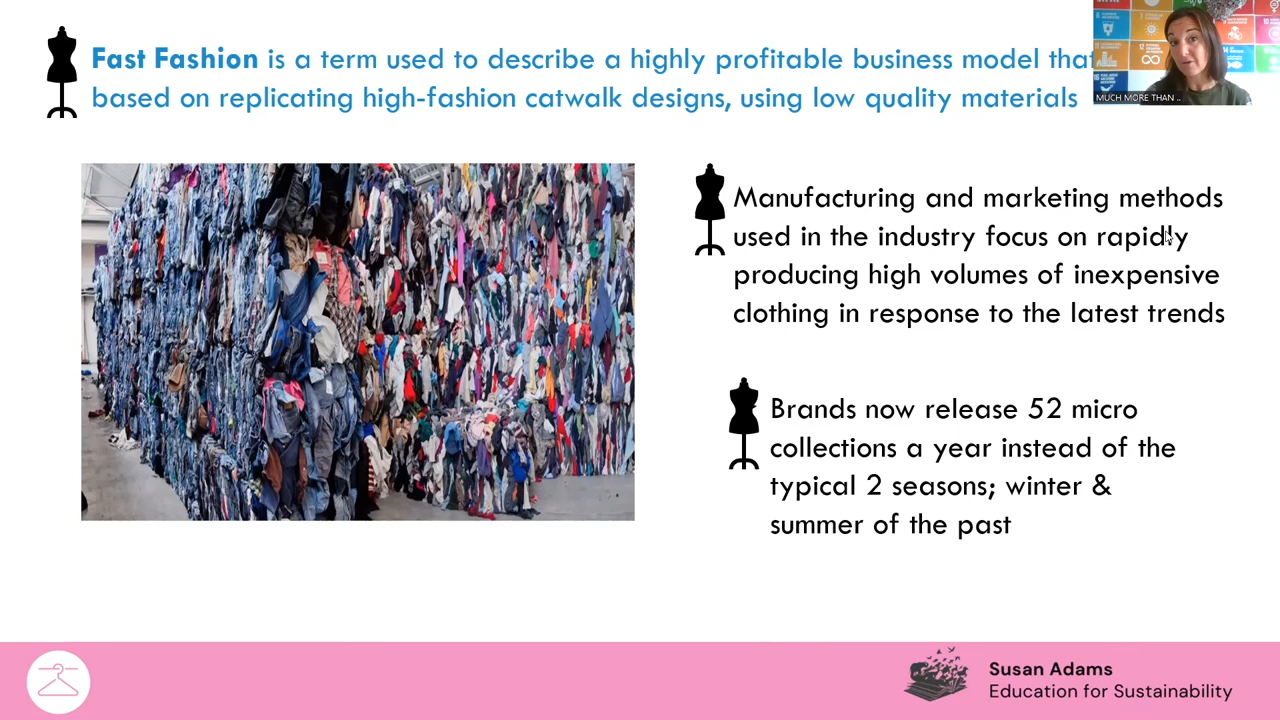 Fast Fashion is a term used to describe a highly profitable business model that
based on replicating high-fashion catwalk designs, using low quality materials
MUCH MORE THAN ..
Manufacturing and marketing methods
used in the industry focus on rapidly
producing high volumes of inexpensive
clothing in response to the latest trends
Brands now release 52 micro
collections a year instead of the
typical 2 seasons; winter &
summer of the past
Susan Adams
Education for Sustainability